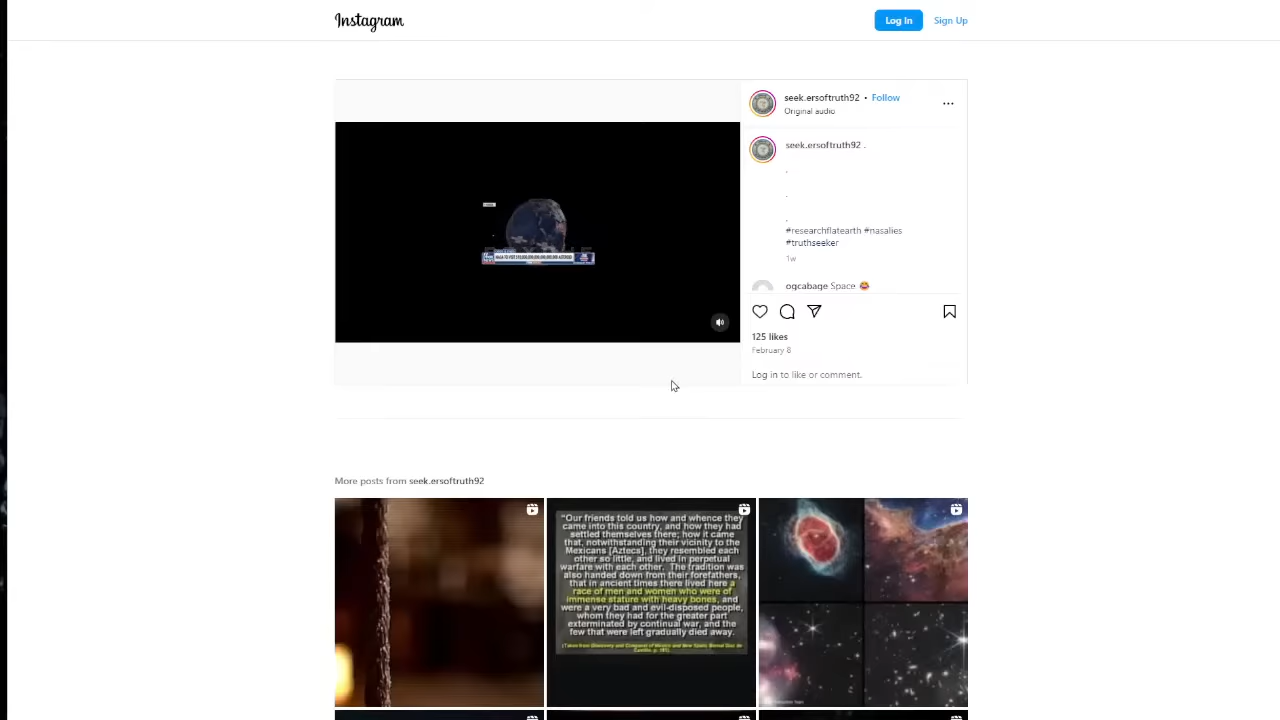 Instagram
Log In
Sign Up
seek.ersoftruth92 • Follow
Original audio
seek.ersoftruth92 .
.
.
.
#researchflatearth #nasalies
#truthseeker
1w
ogcabage Space 😂
125 likes
February 8
Log in to like or comment.
More posts from seek.ersoftruth92
“Our friends told us how and whence they
came into this country, and how they had
settled themselves there; how it came
that, notwithstanding their vicinity to the
Mexicans [Aztecs], they resembled each
other so little, and lived in perpetual
warfare with each other. The tradition was
also handed down from their forefathers,
that in ancient times there lived here a
race of men and women who were of
immense stature with heavy bones, and
were a very bad and evil-disposed people,
whom they had for the greater part
exterminated by continual war, and the
few that were left gradually died away.